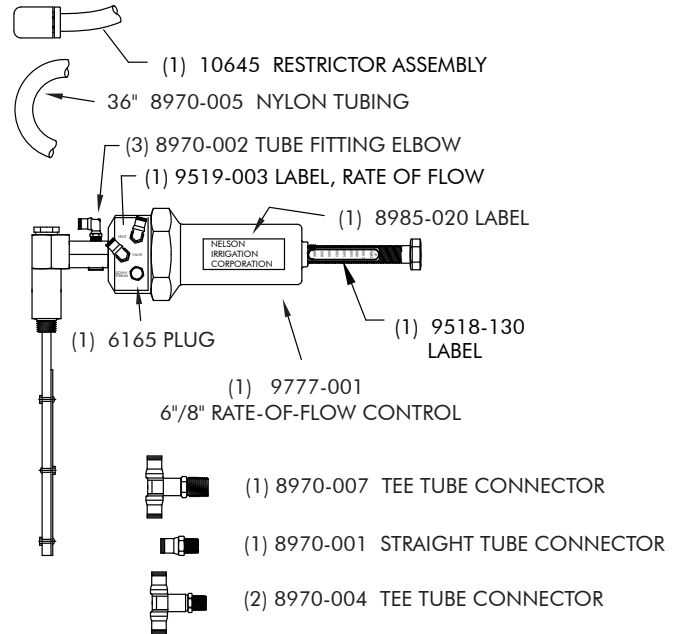 (1) 10645 RESTRICTOR ASSEMBLY
36" 8970-005 NYLON TUBING
(3) 8970-002 TUBE FITTING ELBOW
(1) 9519-003 LABEL, RATE OF FLOW
(1) 8985-020 LABEL
NELSON
IRRIGATION
CORPORATION
VALVE
(1) 6165 PLUG
(1) 9518-130
LABEL
(1) 9777-001
6"/8" RATE-OF-FLOW CONTROL
(1) 8970-007 TEE TUBE CONNECTOR
(1) 8970-001 STRAIGHT TUBE CONNECTOR
(2) 8970-004 TEE TUBE CONNECTOR